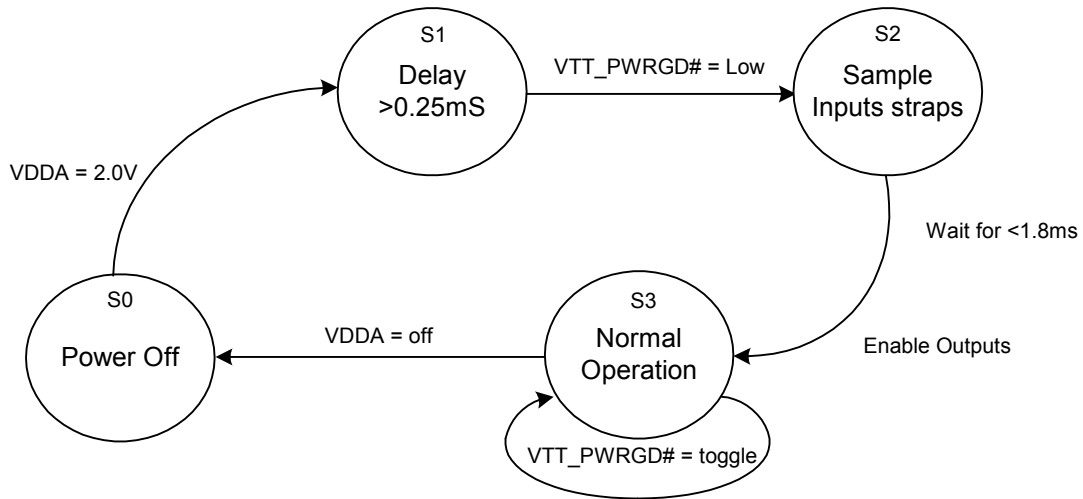 S1
Delay
>0.25mS
VTT_PWRGD# = Low
S2
Sample
Inputs straps
VDDA = 2.0V
Wait for <1.8ms
S0
Power Off
VDDA = off
S3
Normal
Operation
Enable Outputs
VTT_PWRGD# = toggle